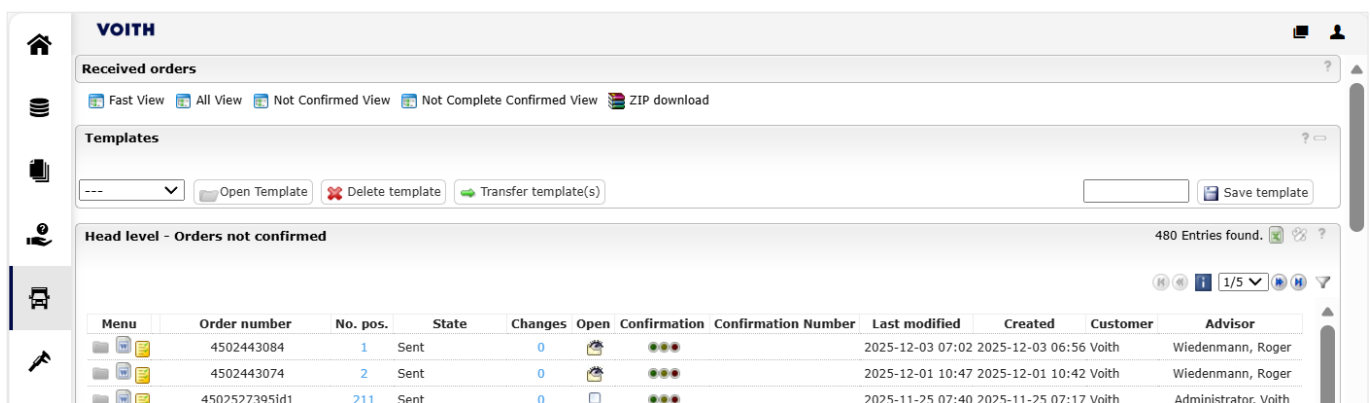 VOITH
Received orders ?
Fast View All View Not Confirmed View Not Complete Confirmed View ZIP download
Templates ?
--- Open Template Delete template Transfer template(s) Save template
Head level - Orders not confirmed 480 Entries found. ?
1/5
Menu Order number No. pos. State Changes Open Confirmation Confirmation Number Last modified Created Customer Advisor
4502443084 1 Sent 0 2025-12-03 07:02 2025-12-03 06:56 Voith Wiedenmann, Roger
4502443074 2 Sent 0 2025-12-01 10:47 2025-12-01 10:42 Voith Wiedenmann, Roger
4502527395jd1 211 Sent 0 2025-11-25 07:40 2025-11-25 07:17 Voith Administrator, Voith